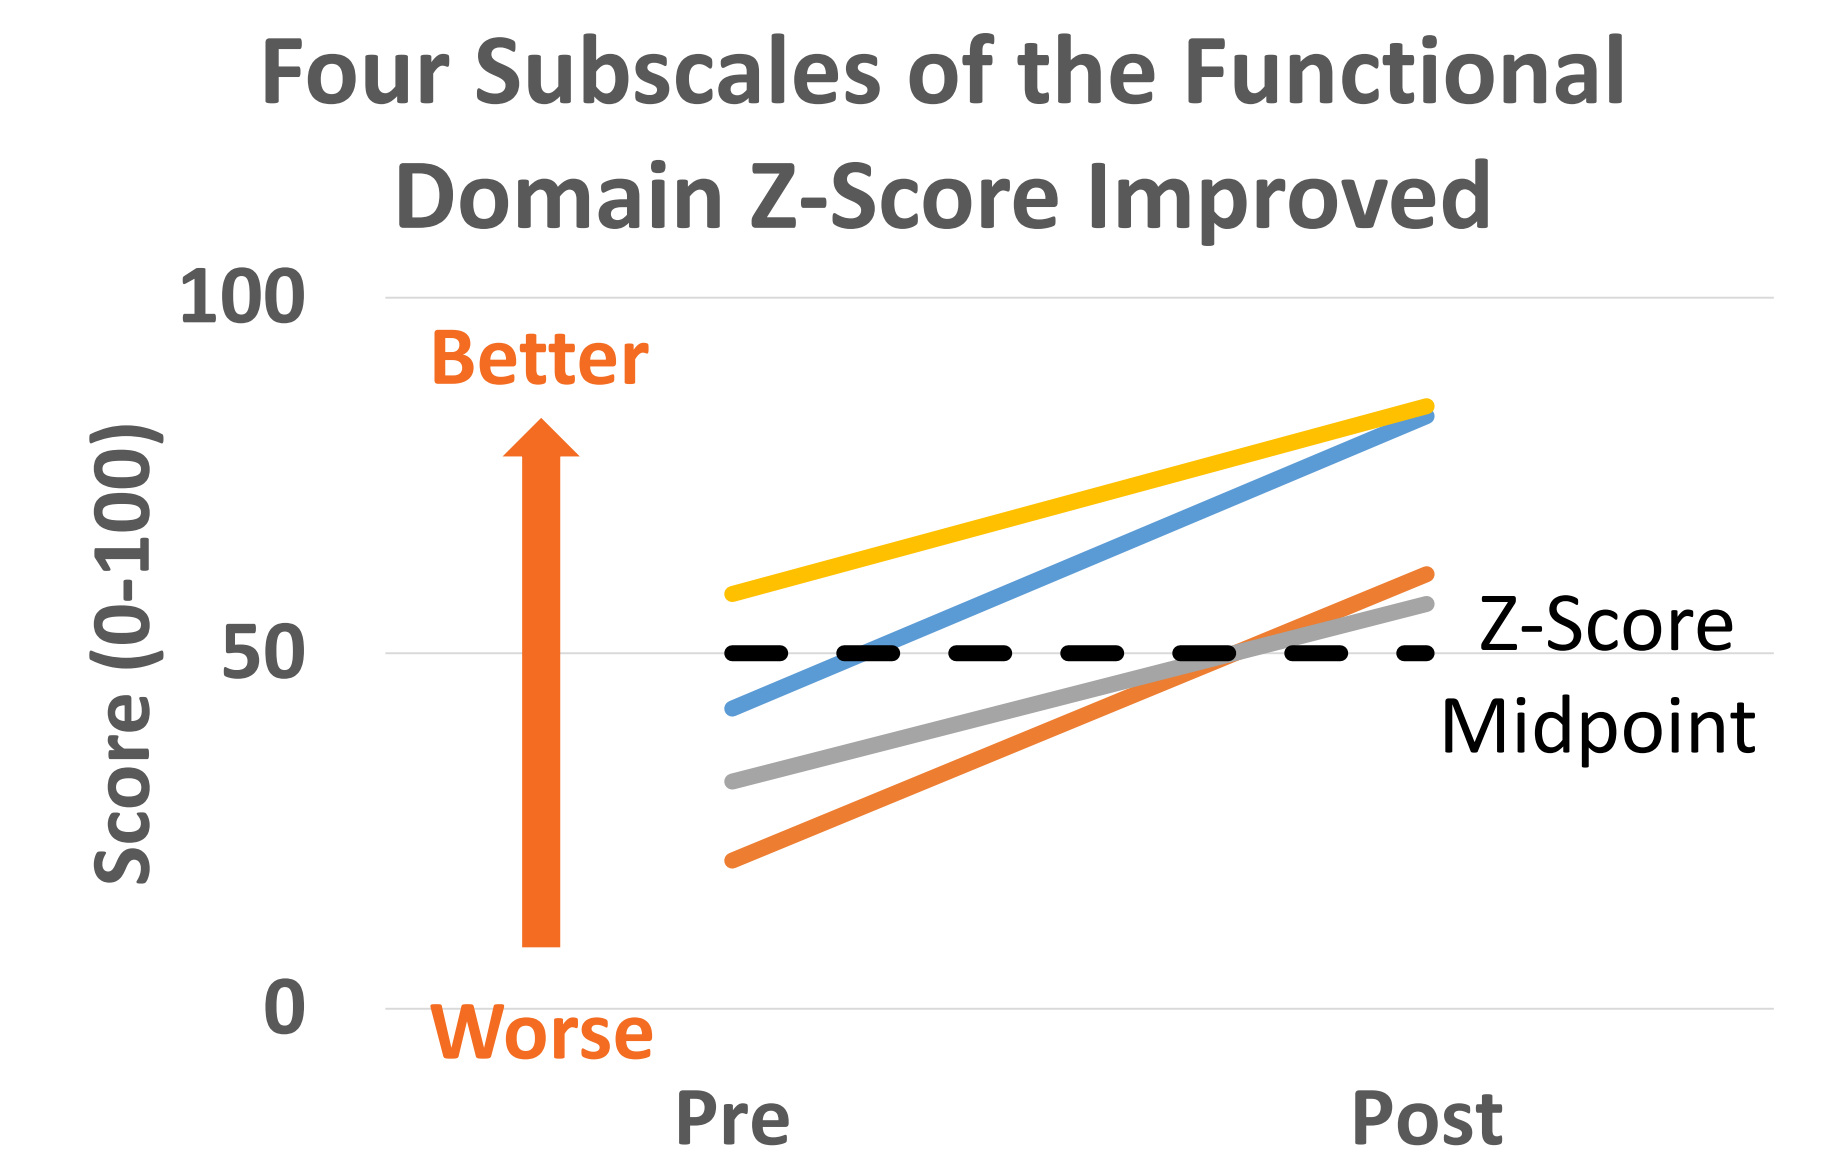 Four Subscales of the Functional
Domain Z-Score Improved
100
Better
Score (0-100)
50
Z-Score
Midpoint
0
Worse
Pre
Post